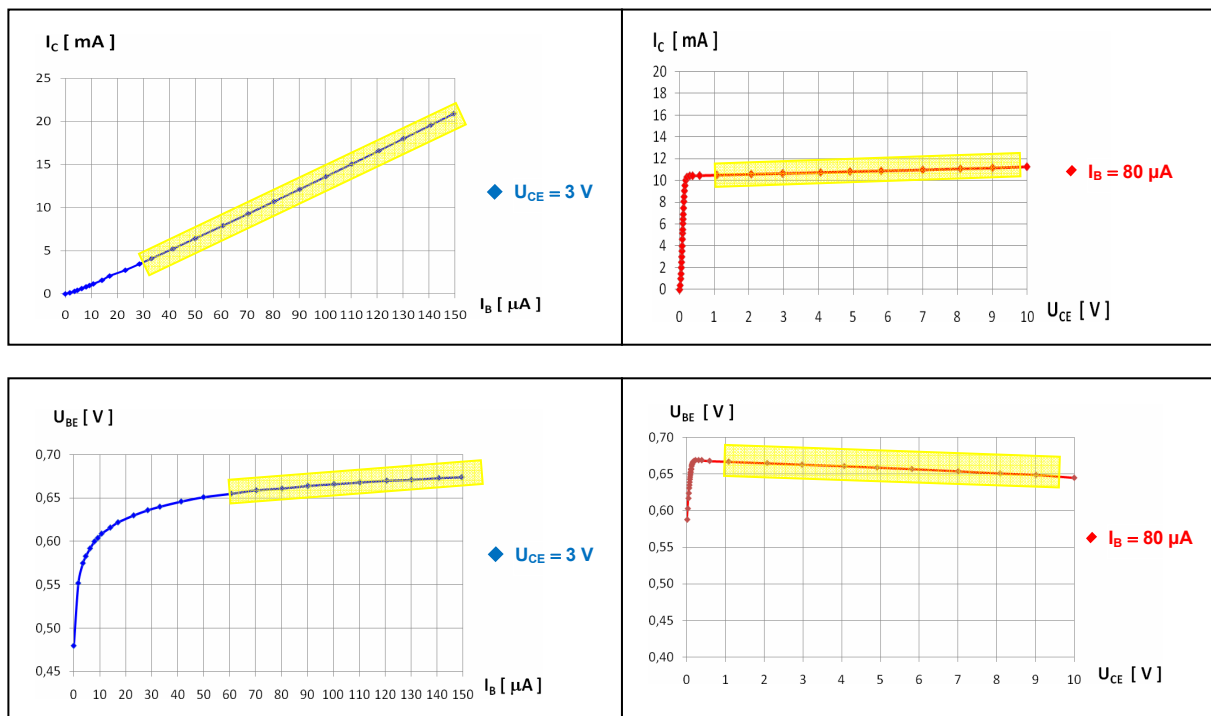 I_C [ mA ]
25
20
15
10
5
0
0 10 20 30 40 50 60 70 80 90 100 110 120 130 140 150
I_B [ µA ]
U_CE = 3 V
I_C [ mA ]
20
18
16
14
12
10
8
6
4
2
0
0 1 2 3 4 5 6 7 8 9 10
U_CE [ V ]
I_B = 80 µA
U_BE [ V ]
0,70
0,65
0,60
0,55
0,50
0,45
0 10 20 30 40 50 60 70 80 90 100 110 120 130 140 150
I_B [ µA ]
U_CE = 3 V
U_BE [ V ]
0,70
0,65
0,60
0,55
0,50
0,45
0,40
0 1 2 3 4 5 6 7 8 9 10
U_CE [ V ]
I_B = 80 µA